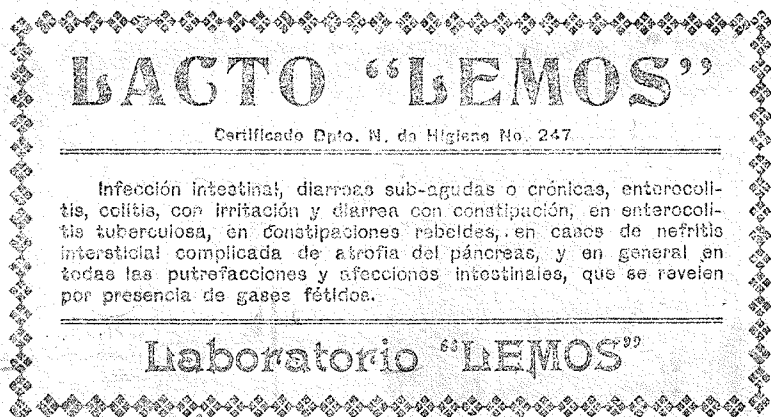 LACTO “LEMOS”
Certificado Dpto. N. de Higiene No. 247
Infección intestinal, diarreas sub-agudas o crónicas, enterocoli-
tis, colitis, con irritación y diarrea con constipación, en enterocoli-
tis tuberculosa, en constipaciones rebeldes, en casos de nefritis
intersticial complicada de atrofia del páncreas, y en general en
todas las putrefacciones y afecciones intestinales, que se revelen
por presencia de gases fétidos.
Laboratorio “LEMOS”